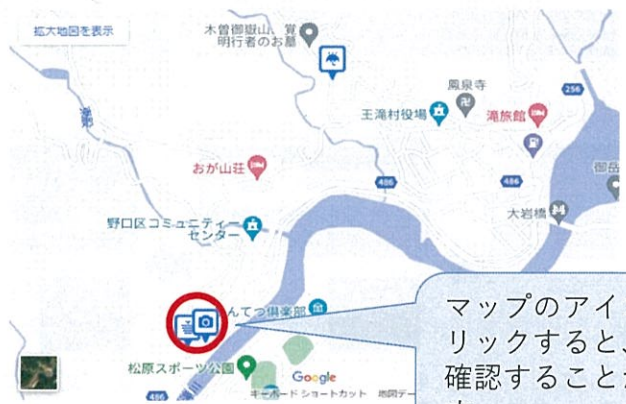 拡大地図を表示
木曽御嶽山、覚
明行者のお墓
鳳泉寺
256
王滝村役場
滝旅館
おが山荘
486
486
御岳
大岩橋
野口区コミュニティー
センター
んてつ倶楽部
松原スポーツ公園
486
Google
キーボード ショートカット 地図デー
マップのアイ
リックすると、
確認することが